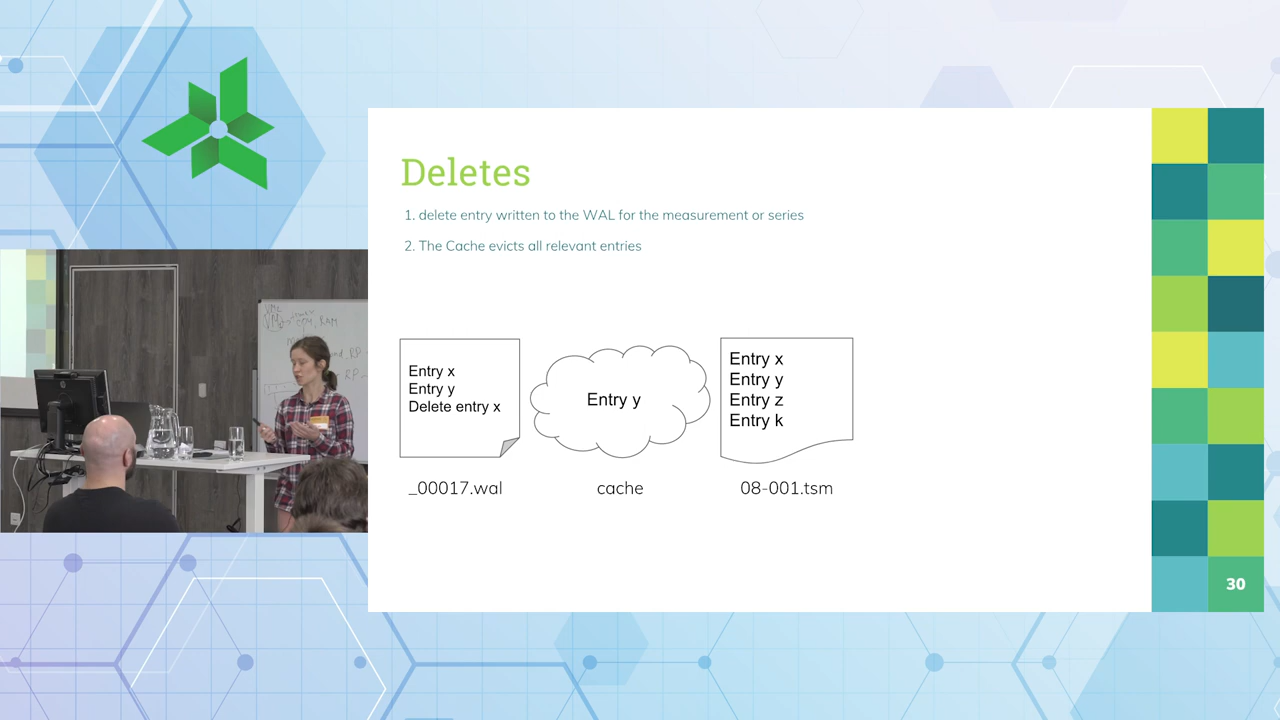 Deletes
1. delete entry written to the WAL for the measurement or series
2. The Cache evicts all relevant entries
Entry x
Entry y
Delete entry x
_00017.wal
Entry y
cache
Entry x
Entry y
Entry z
Entry k
08-001.tsm
30